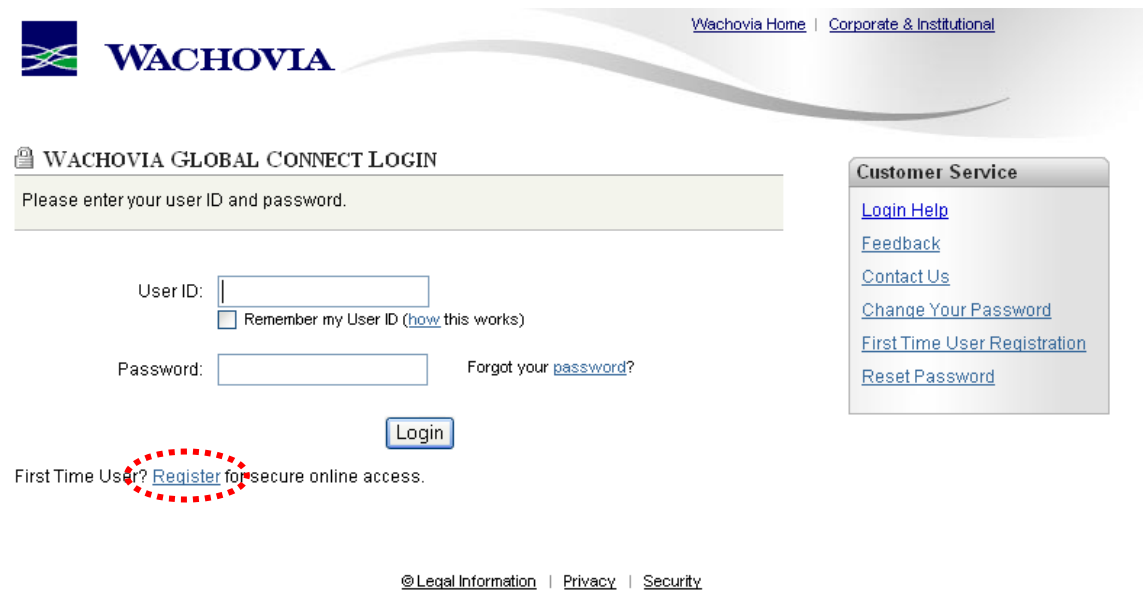 Wachovia Home | Corporate & Institutional
WACHOVIA
WACHOVIA GLOBAL CONNECT LOGIN
Please enter your user ID and password.
User ID:
Remember my User ID (how this works)
Password:
Forgot your password?
Login
First Time User? Register for secure online access.
Customer Service
Login Help
Feedback
Contact Us
Change Your Password
First Time User Registration
Reset Password
© Legal Information | Privacy | Security